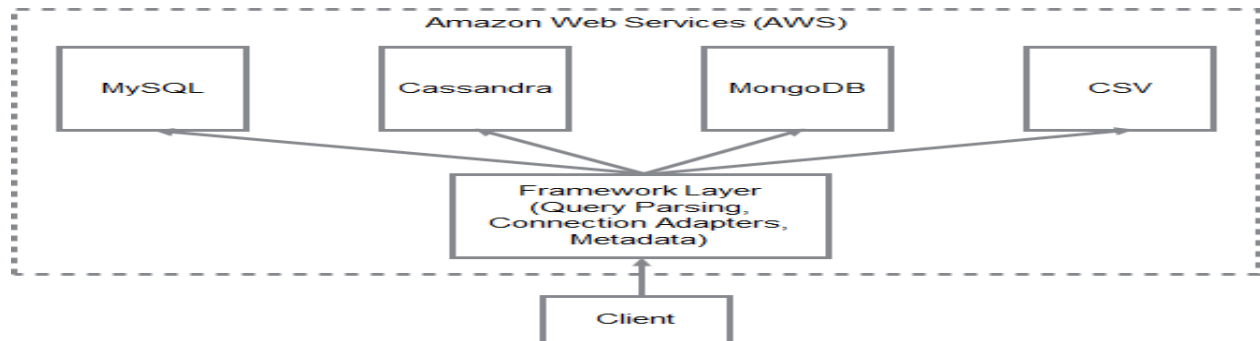 Amazon Web Services (AWS)
MySQL
Cassandra
MongoDB
CSV
Framework Layer
(Query Parsing,
Connection Adapters,
Metadata)
Client